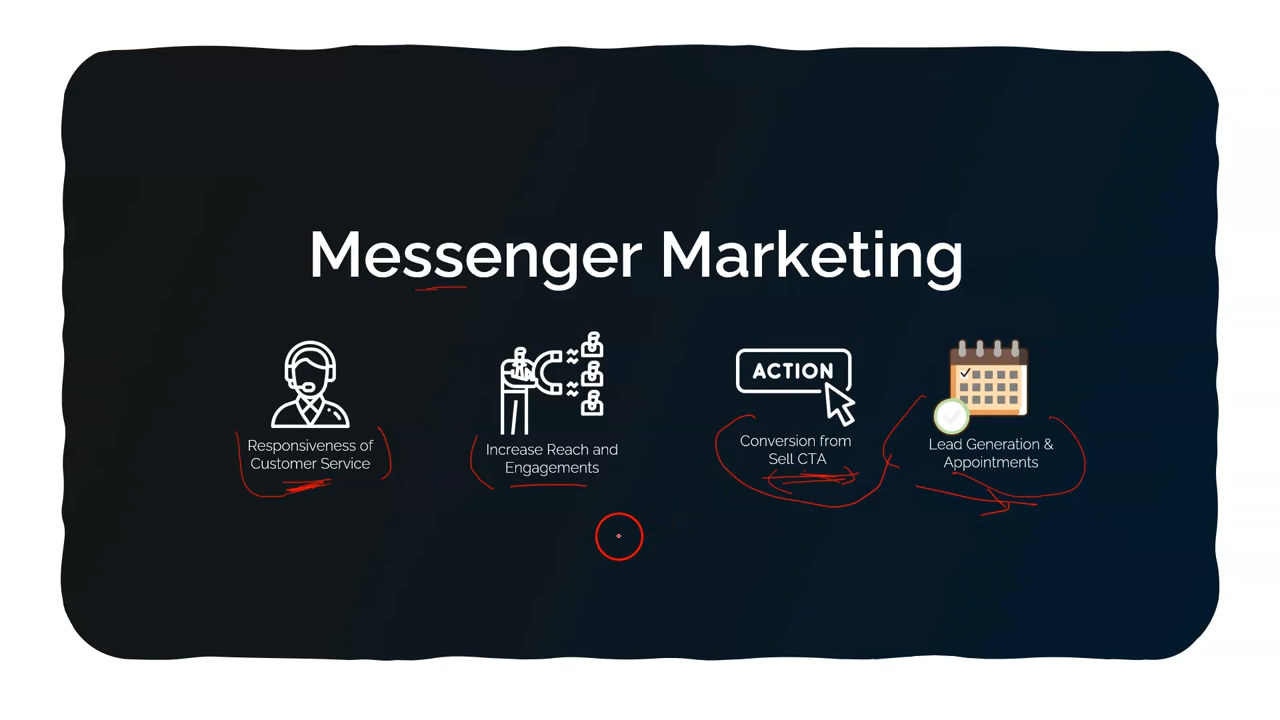 Messenger Marketing
ACTION
Responsiveness of
Customer Service
Increase Reach and
Engagements
Conversion from
Sell CTA
Lead Generation &
Appointments